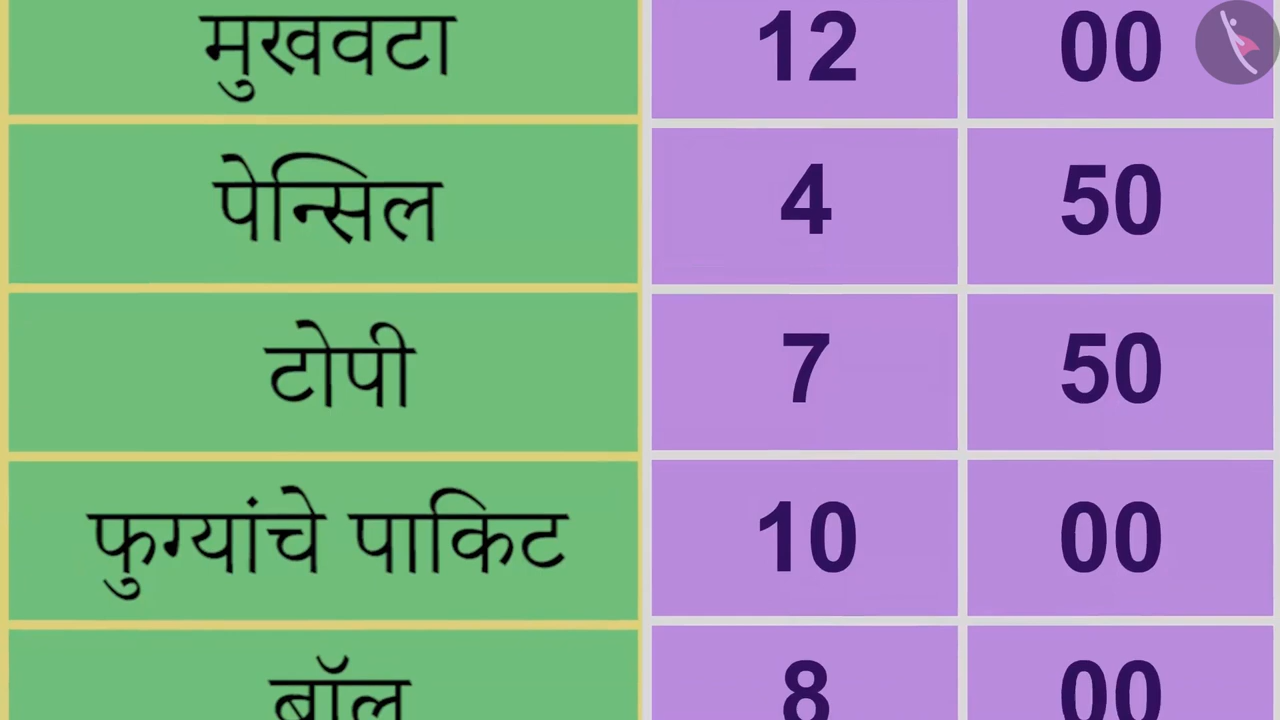 मुखवटा 12 00
पेन्सिल 4 50
टोपी 7 50
फुग्यांचे पाकिट 10 00
बॉल 8 00